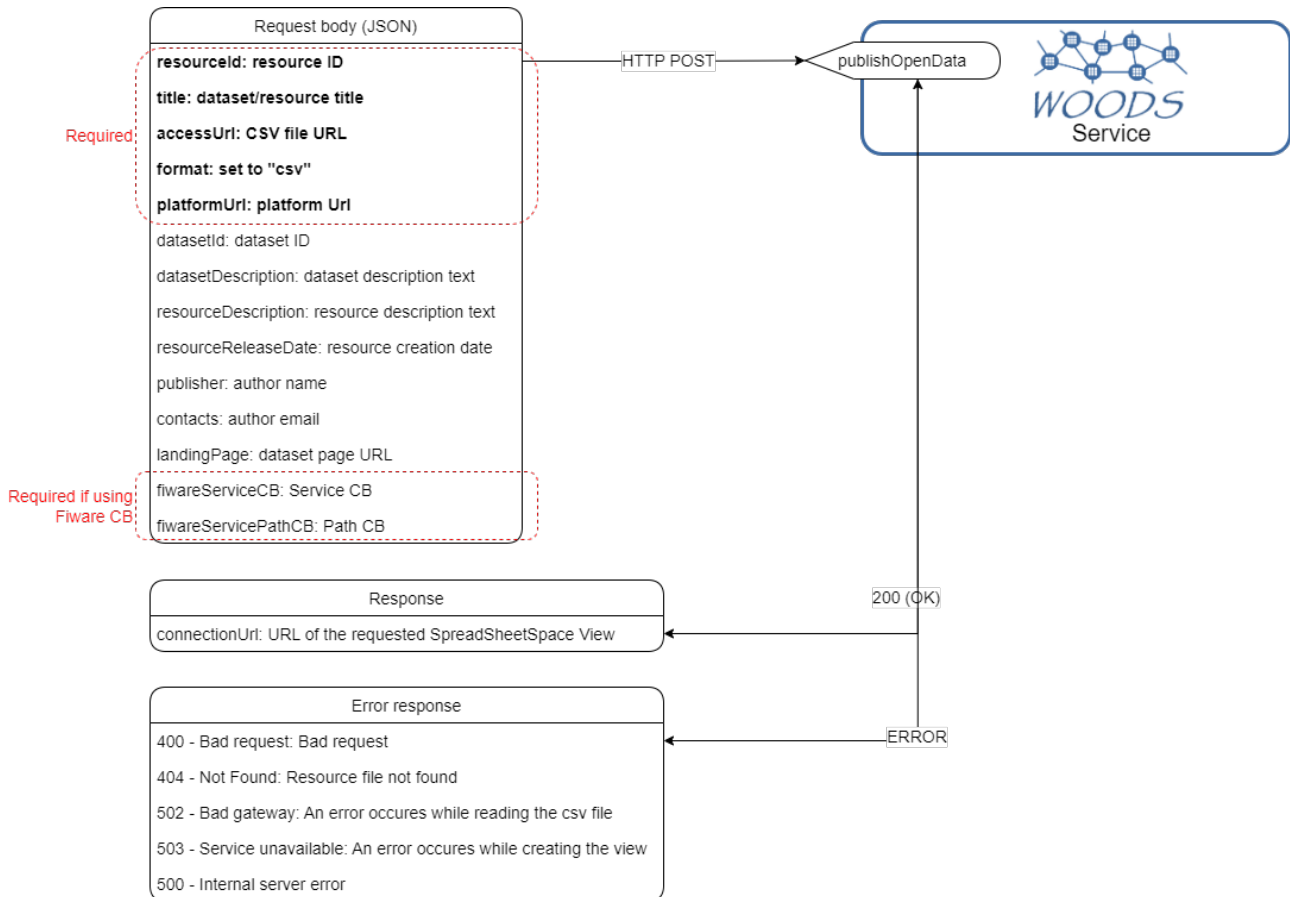 Request body (JSON)
resourceId: resource ID
HTTP POST
publishOpenData
title: dataset/resource title
WOODS
Service
Required
accessUrl: CSV file URL
format: set to "csv"
platformUrl: platform Url
datasetId: dataset ID
datasetDescription: dataset description text
resourceDescription: resource description text
resourceReleaseDate: resource creation date
publisher: author name
contacts: author email
landingPage: dataset page URL
Required if using
Fiware CB
fiwareServiceCB: Service CB
fiwareServicePathCB: Path CB
Response
200 (OK)
connectionUrl: URL of the requested SpreadSheetSpace View
Error response
ERROR
400 - Bad request: Bad request
404 - Not Found: Resource file not found
502 - Bad gateway: An error occures while reading the csv file
503 - Service unavailable: An error occures while creating the view
500 - Internal server error